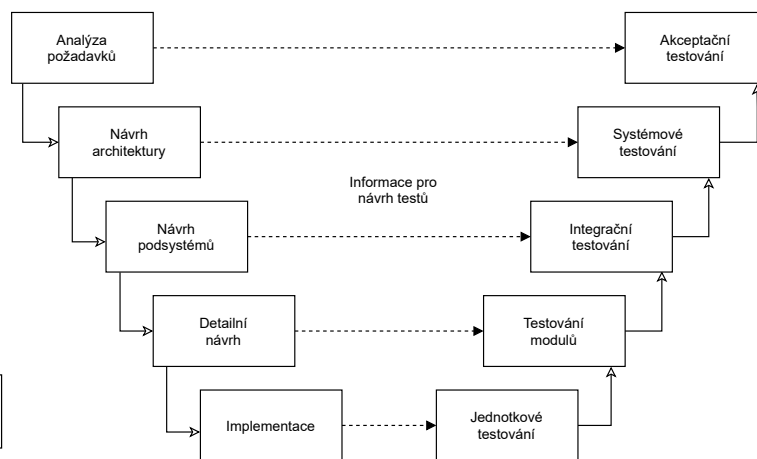 Analýza
požadavků
Akceptační
testování
Návrh
architektury
Systémové
testování
Informace pro
návrh testů
Návrh
podsystémů
Integrační
testování
Detailní
návrh
Testování
modulů
Implementace
Jednotkové
testování